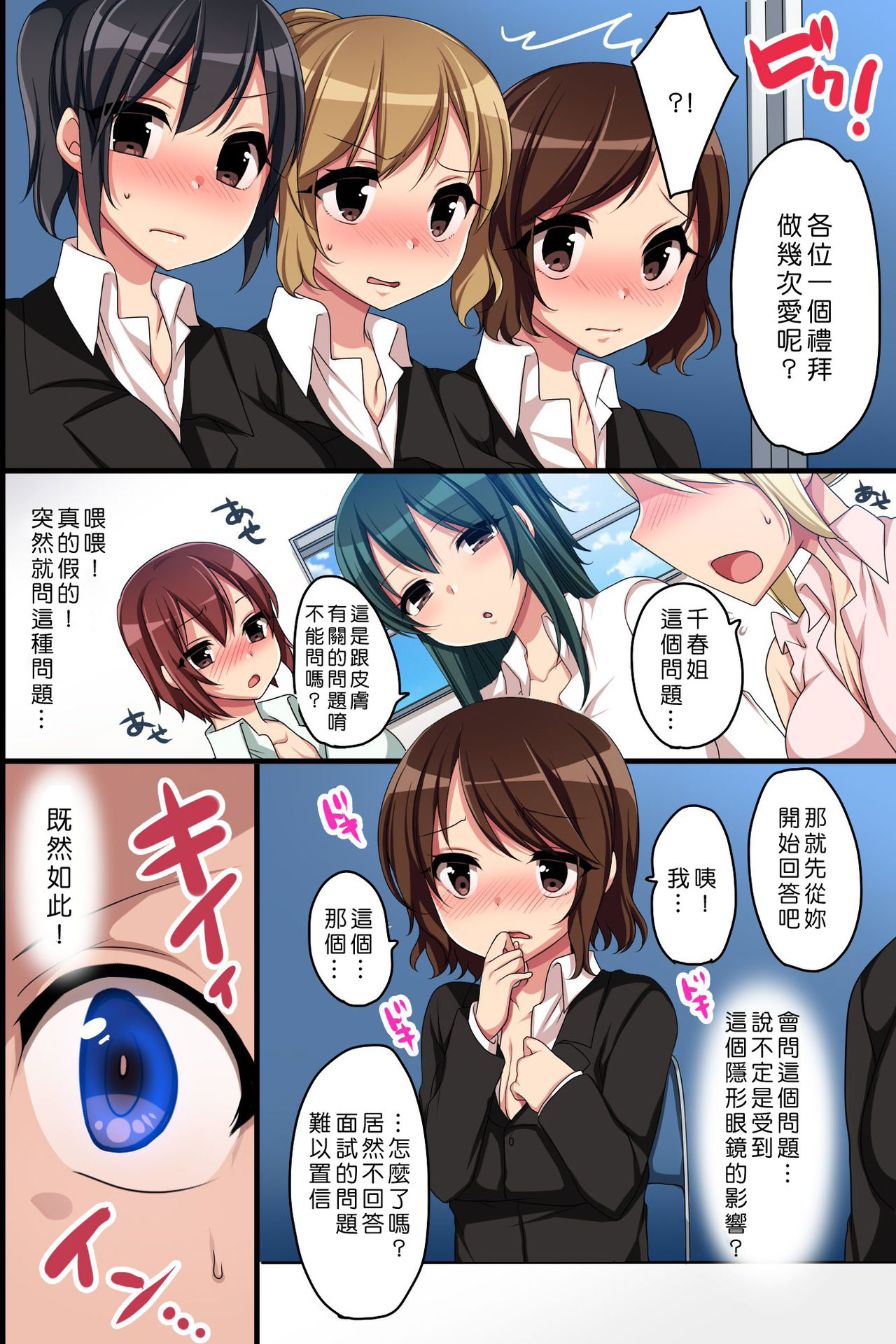 ビク!
?!
各位一個禮拜
做幾次愛呢？
あせ
千春姐
這個問題…
這是跟皮膚
有關的問題唷
不能問嗎？
あせ
あせ
喂喂！
真的假的！
突然就問這種問題…
那就先從妳
開始回答吧
咦！
我…
會問這個問題…
說不定是受到
這個隱形眼鏡的影響？
ドキ
ドキ
這個…
那個…
ドキ
…怎麼了嗎？
居然不回答
面試的問題
難以置信
既然如此！
キイィ
イン…